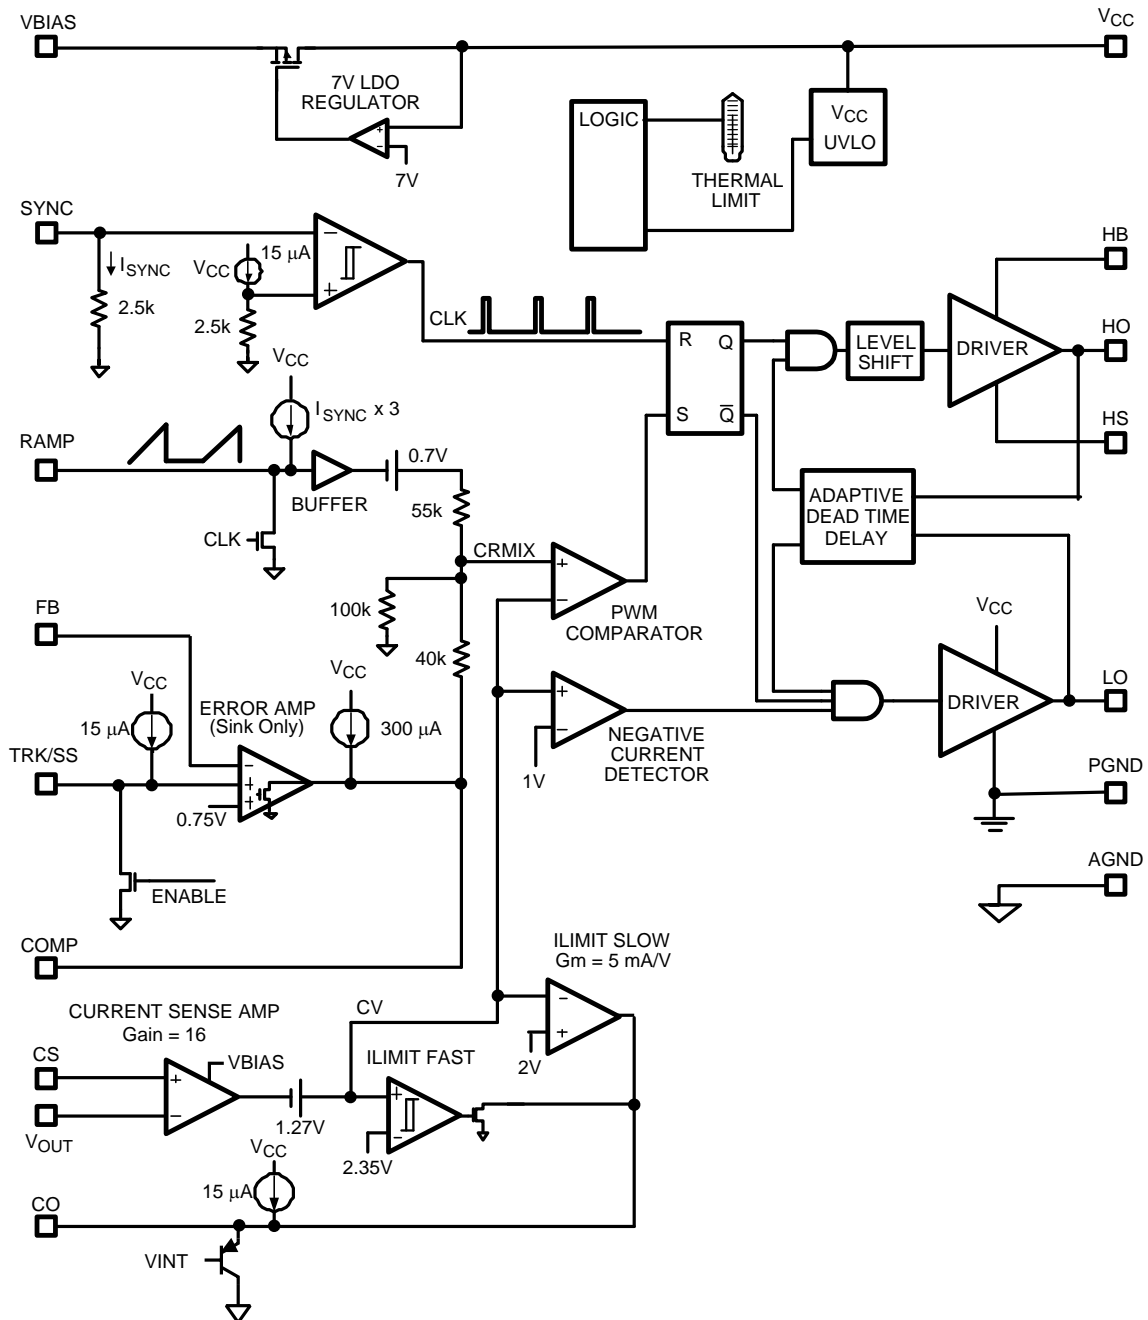 VBIAS
VCC
7V LDO
REGULATOR
+
−
7V
LOGIC
THERMAL
LIMIT
VCC
UVLO
SYNC
ISYNC
2.5k
VCC
15 μA
2.5k
−
+
CLK
R Q
S Q̅
LEVEL
SHIFT
DRIVER
HB
HO
HS
VCC
ISYNC x 3
RAMP
BUFFER
0.7V
55k
CLK
CRMIX
100k
40k
+
−
PWM
COMPARATOR
ADAPTIVE
DEAD TIME
DELAY
FB
VCC
15 μA
ERROR AMP
(Sink Only)
VCC
300 μA
TRK/SS
−
+
+
0.75V
ENABLE
+
−
1V
NEGATIVE
CURRENT
DETECTOR
VCC
DRIVER
LO
PGND
AGND
COMP
ILIMIT SLOW
Gm = 5 mA/V
−
+
2V
CURRENT SENSE AMP
Gain = 16
CV
CS
+
−
VBIAS
VOUT
1.27V
ILIMIT FAST
+
−
2.35V
VCC
15 μA
CO
VINT